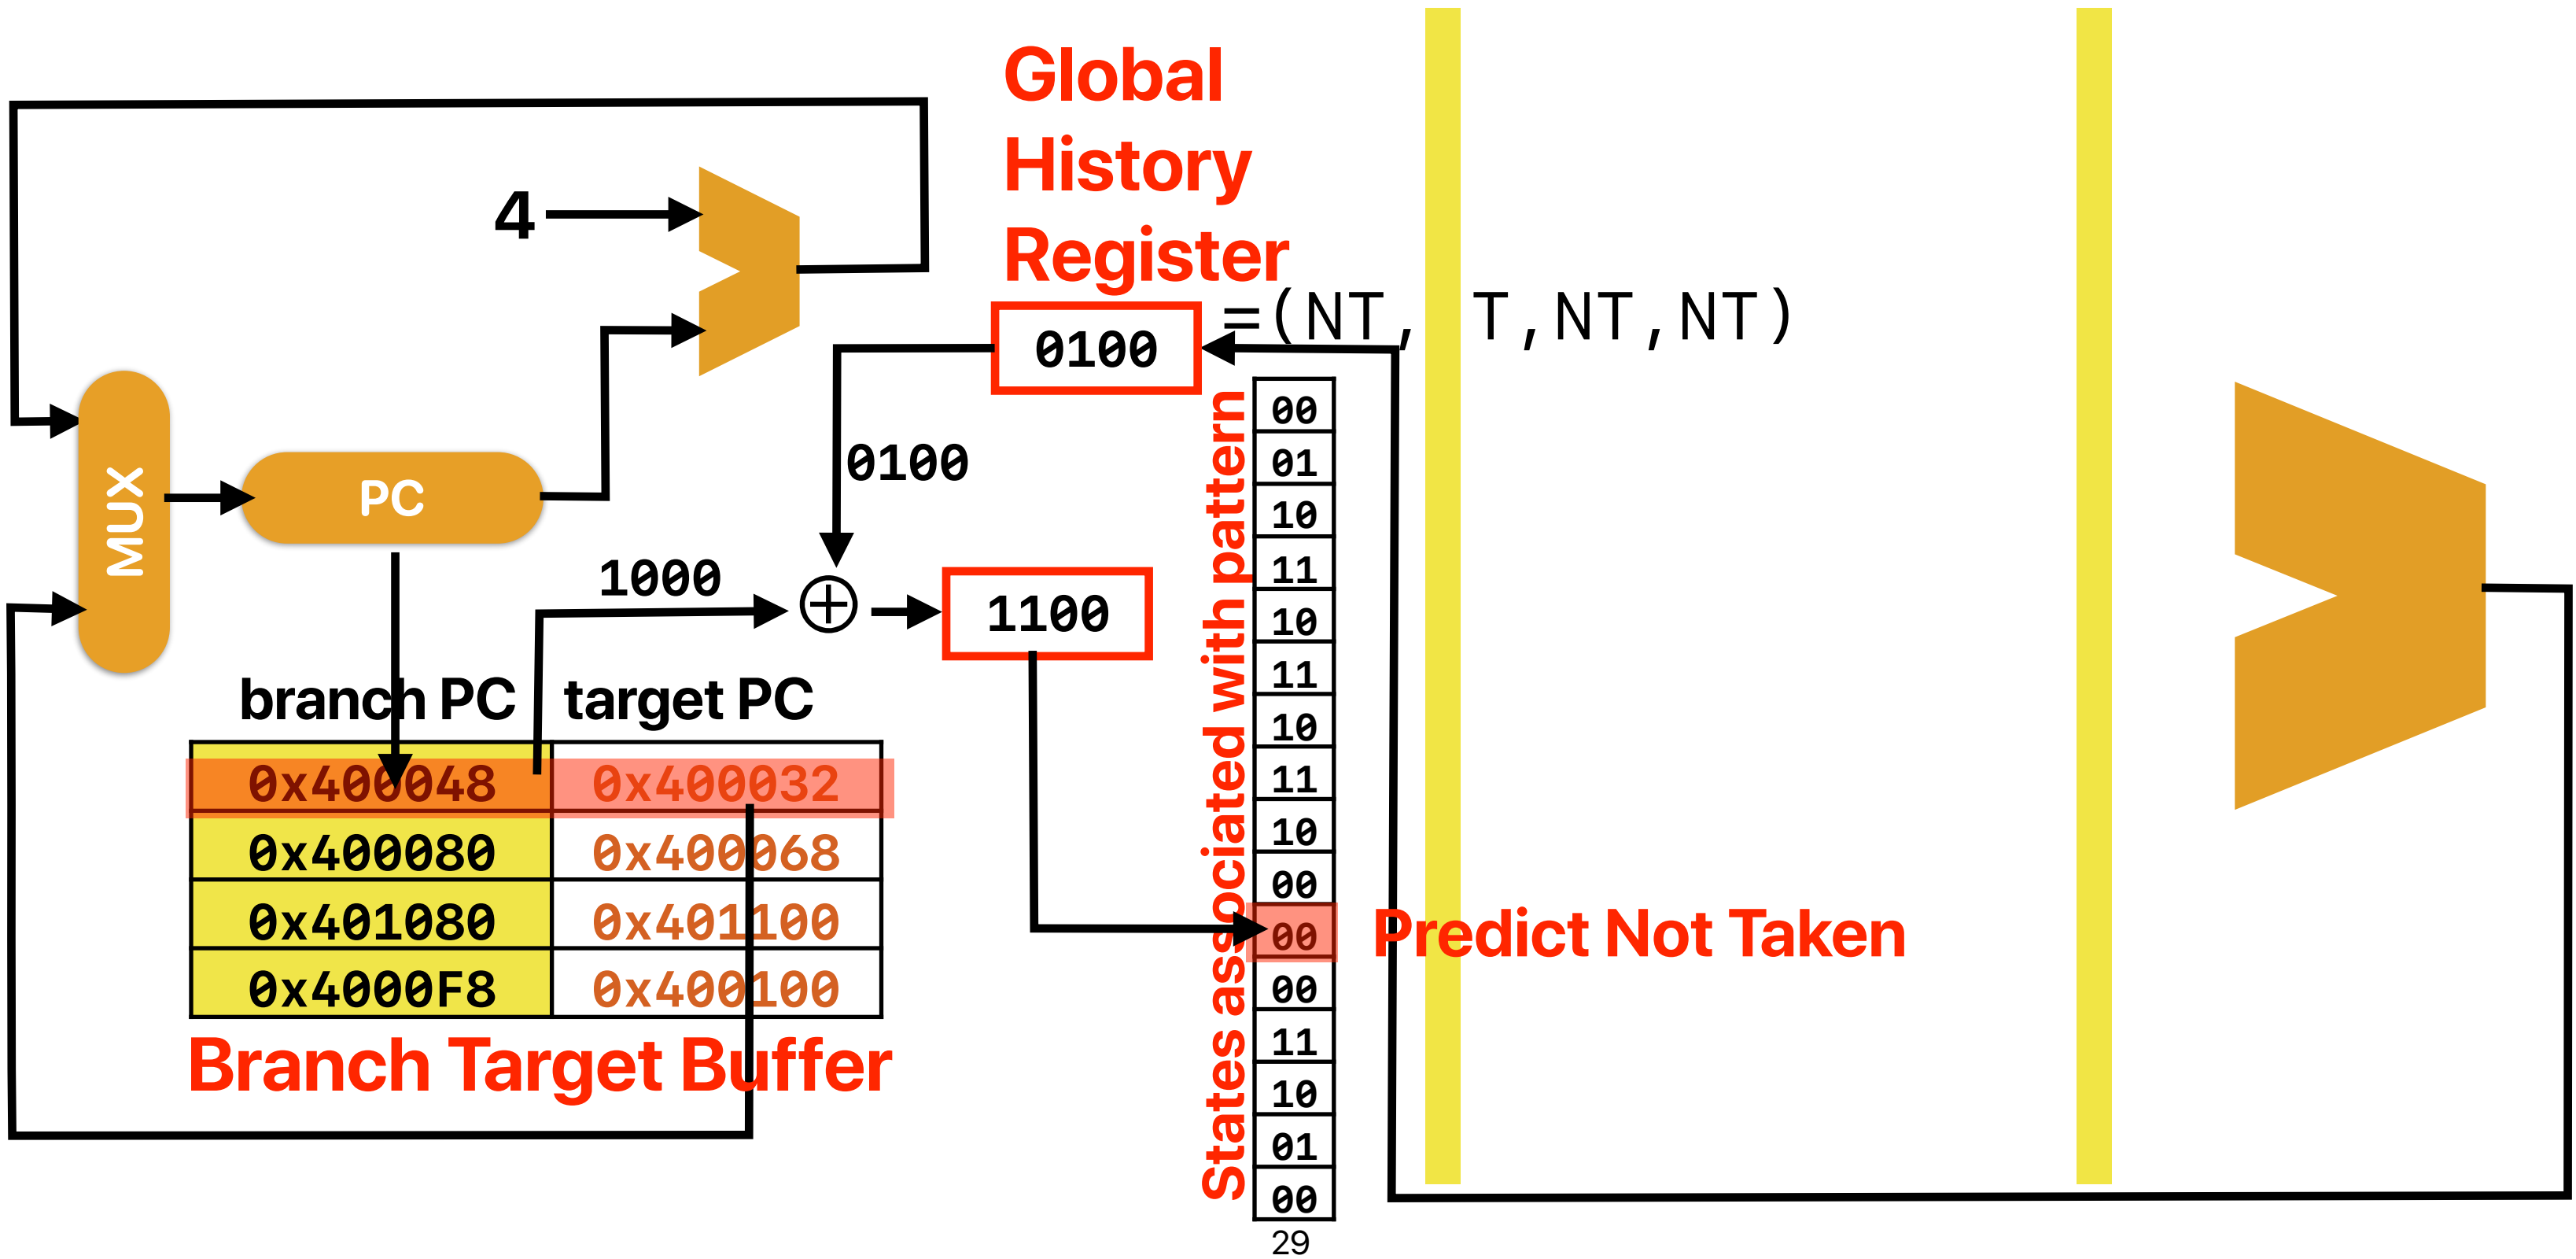 Global
History
Register
4
=(NT, T,NT,NT)
0100
0100
MUX
PC
1000
1100
branch PC target PC
0x400048 0x400032
0x400080 0x400068
0x401080 0x401100
0x4000F8 0x400100
Branch Target Buffer
States associated with pattern
00
01
10
11
10
11
10
11
10
00
00
00
11
10
01
00
Predict Not Taken
29